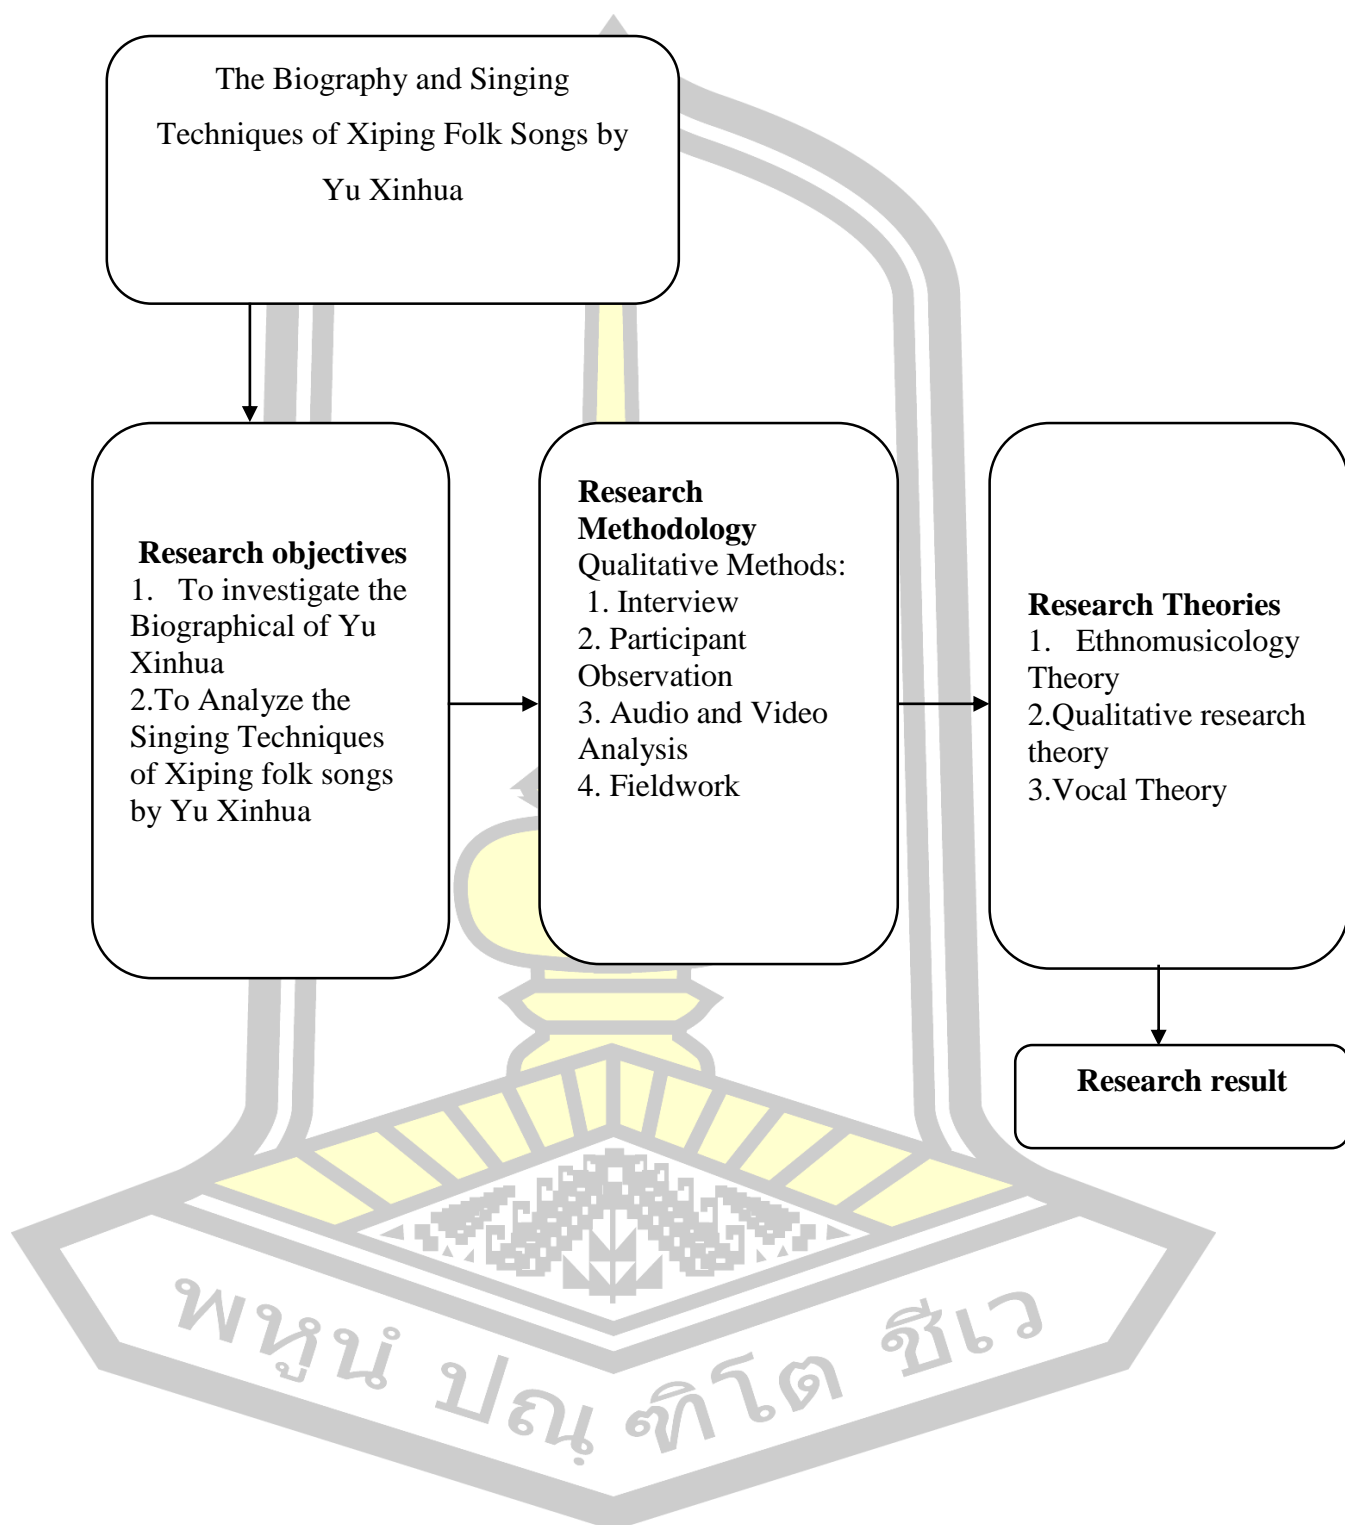 The Biography and Singing
Techniques of Xiping Folk Songs by
Yu Xinhua
Research objectives
1. To investigate the
Biographical of Yu
Xinhua
2.To Analyze the
Singing Techniques
of Xiping folk songs
by Yu Xinhua
Research
Methodology
Qualitative Methods:
1. Interview
2. Participant
Observation
3. Audio and Video
Analysis
4. Fieldwork
Research Theories
1. Ethnomusicology
Theory
2.Qualitative research
theory
3.Vocal Theory
Research result
พหูนํ ปณฺฑิโต ชีเว